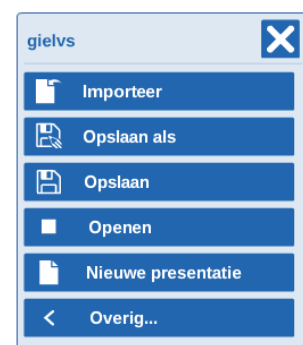 gielvs
Importeer
Opslaan als
Opslaan
Openen
Nieuwe presentatie
Overig...